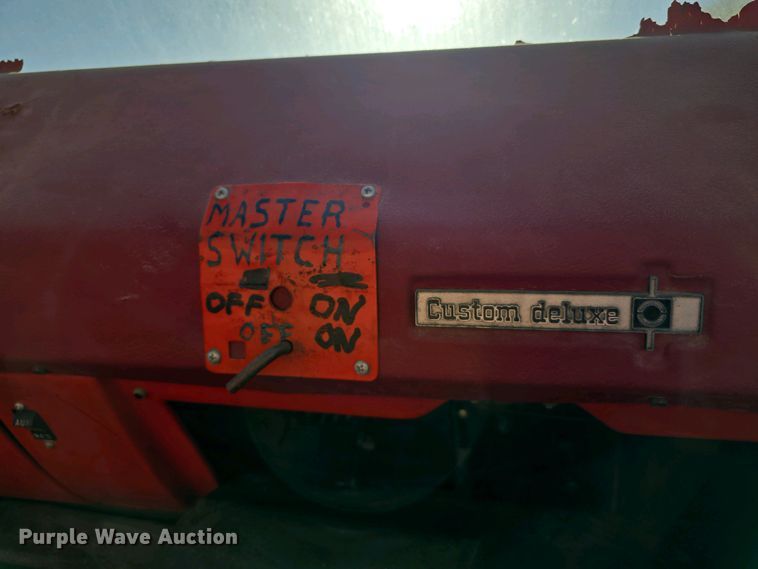 MASTER
SWITCH
OFF ON
OFF ON
Custom deluxe
Purple Wave Auction